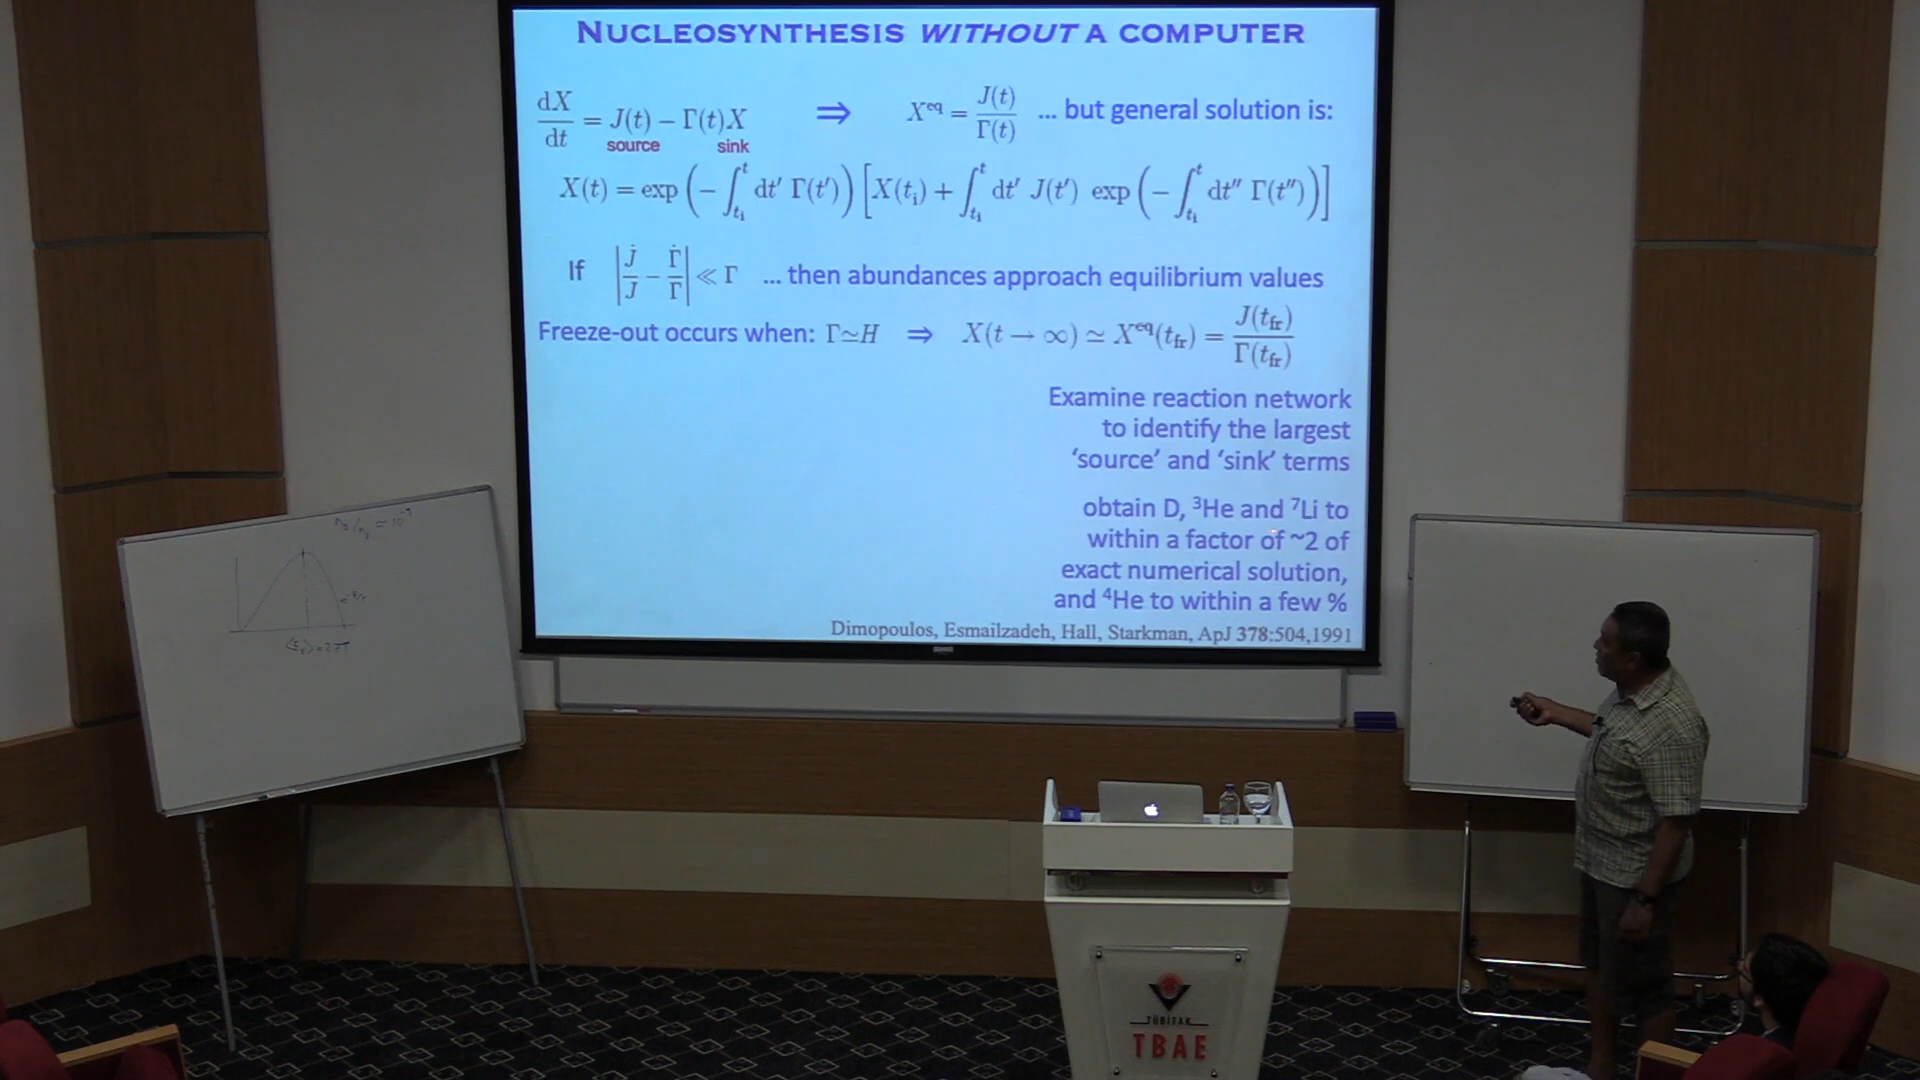 NUCLEOSYNTHESIS WITHOUT A COMPUTER
dX/dt = J(t) − Γ(t)X ⇒ X^eq = J(t)/Γ(t) ... but general solution is:
source sink
X(t) = exp(−∫_{t_i}^{t} dt′ Γ(t′)) [X(t_i) + ∫_{t_i}^{t} dt′ J(t′) exp(−∫_{t_i}^{t} dt″ Γ(t″))]
If |J̇/J − Γ̇/Γ| ≪ Γ ... then abundances approach equilibrium values
Freeze-out occurs when: Γ≃H ⇒ X(t → ∞) ≃ X^eq(t_fr) = J(t_fr)/Γ(t_fr)
Examine reaction network
to identify the largest
‘source’ and ‘sink’ terms
obtain D, ³He and ⁷Li to
within a factor of ~2 of
exact numerical solution,
and ⁴He to within a few %
Dimopoulos, Esmailzadeh, Hall, Starkman, ApJ 378:504,1991
TÜBİTAK
TBAE